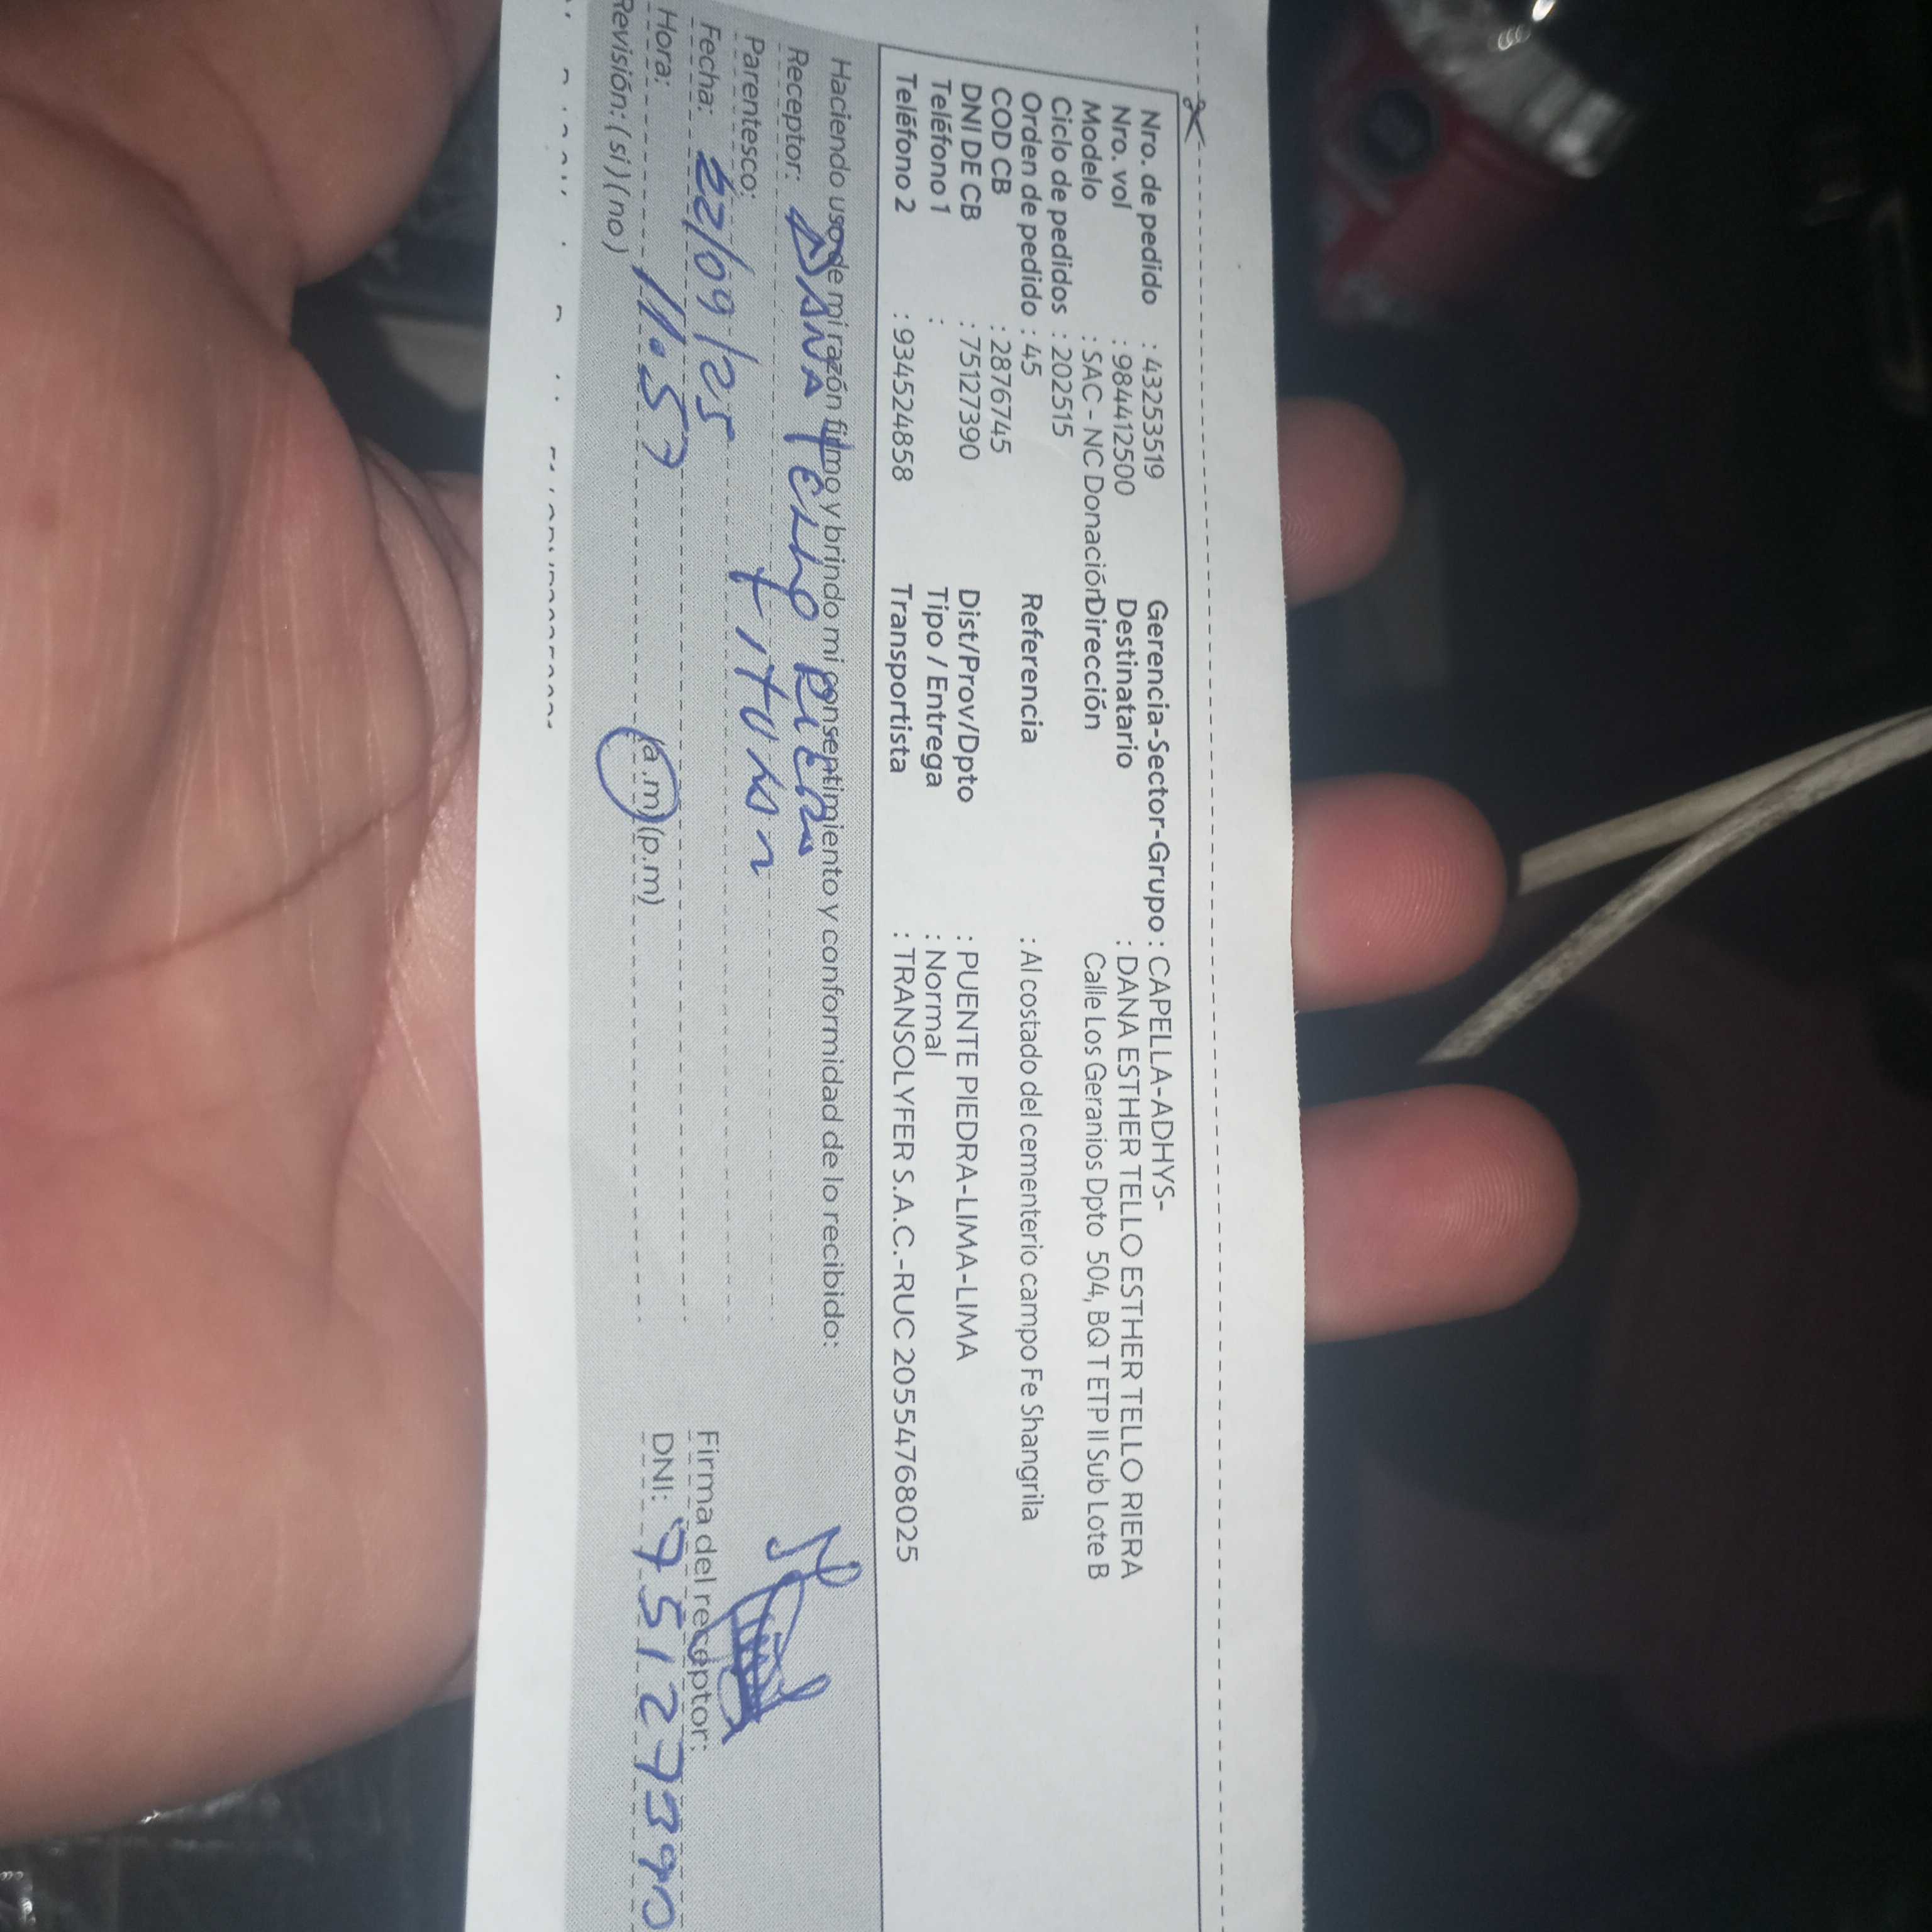 Nro. de pedido : 43253519 Gerencia-Sector-Grupo : CAPELLA-ADHYS-
Nro. vol : 984412500 Destinatario : DANA ESTHER TELLO ESTHER TELLO RIERA
Modelo : SAC - NC Donación Dirección Calle Los Geranios Dpto 504, BQ T ETP II Sub Lote B
Ciclo de pedidos : 202515
Orden de pedido : 45 Referencia : Al costado del cementerio campo Fe Shangrila
COD CB : 2876745
DNI DE CB : 75127390 Dist/Prov/Dpto : PUENTE PIEDRA-LIMA-LIMA
Teléfono 1 : Tipo / Entrega : Normal
Teléfono 2 : 934524858 Transportista : TRANSOLYFER S.A.C.-RUC 20554768025
Haciendo uso de mi razón firmo y brindo mi consentimiento y conformidad de lo recibido:
Receptor: DANA Tello Riera
Parentesco: titular
Fecha: 22/09/25 Firma del receptor:
Hora: 11:57 (a.m) (p.m) DNI: 75127390
Revisión: (si) (no)